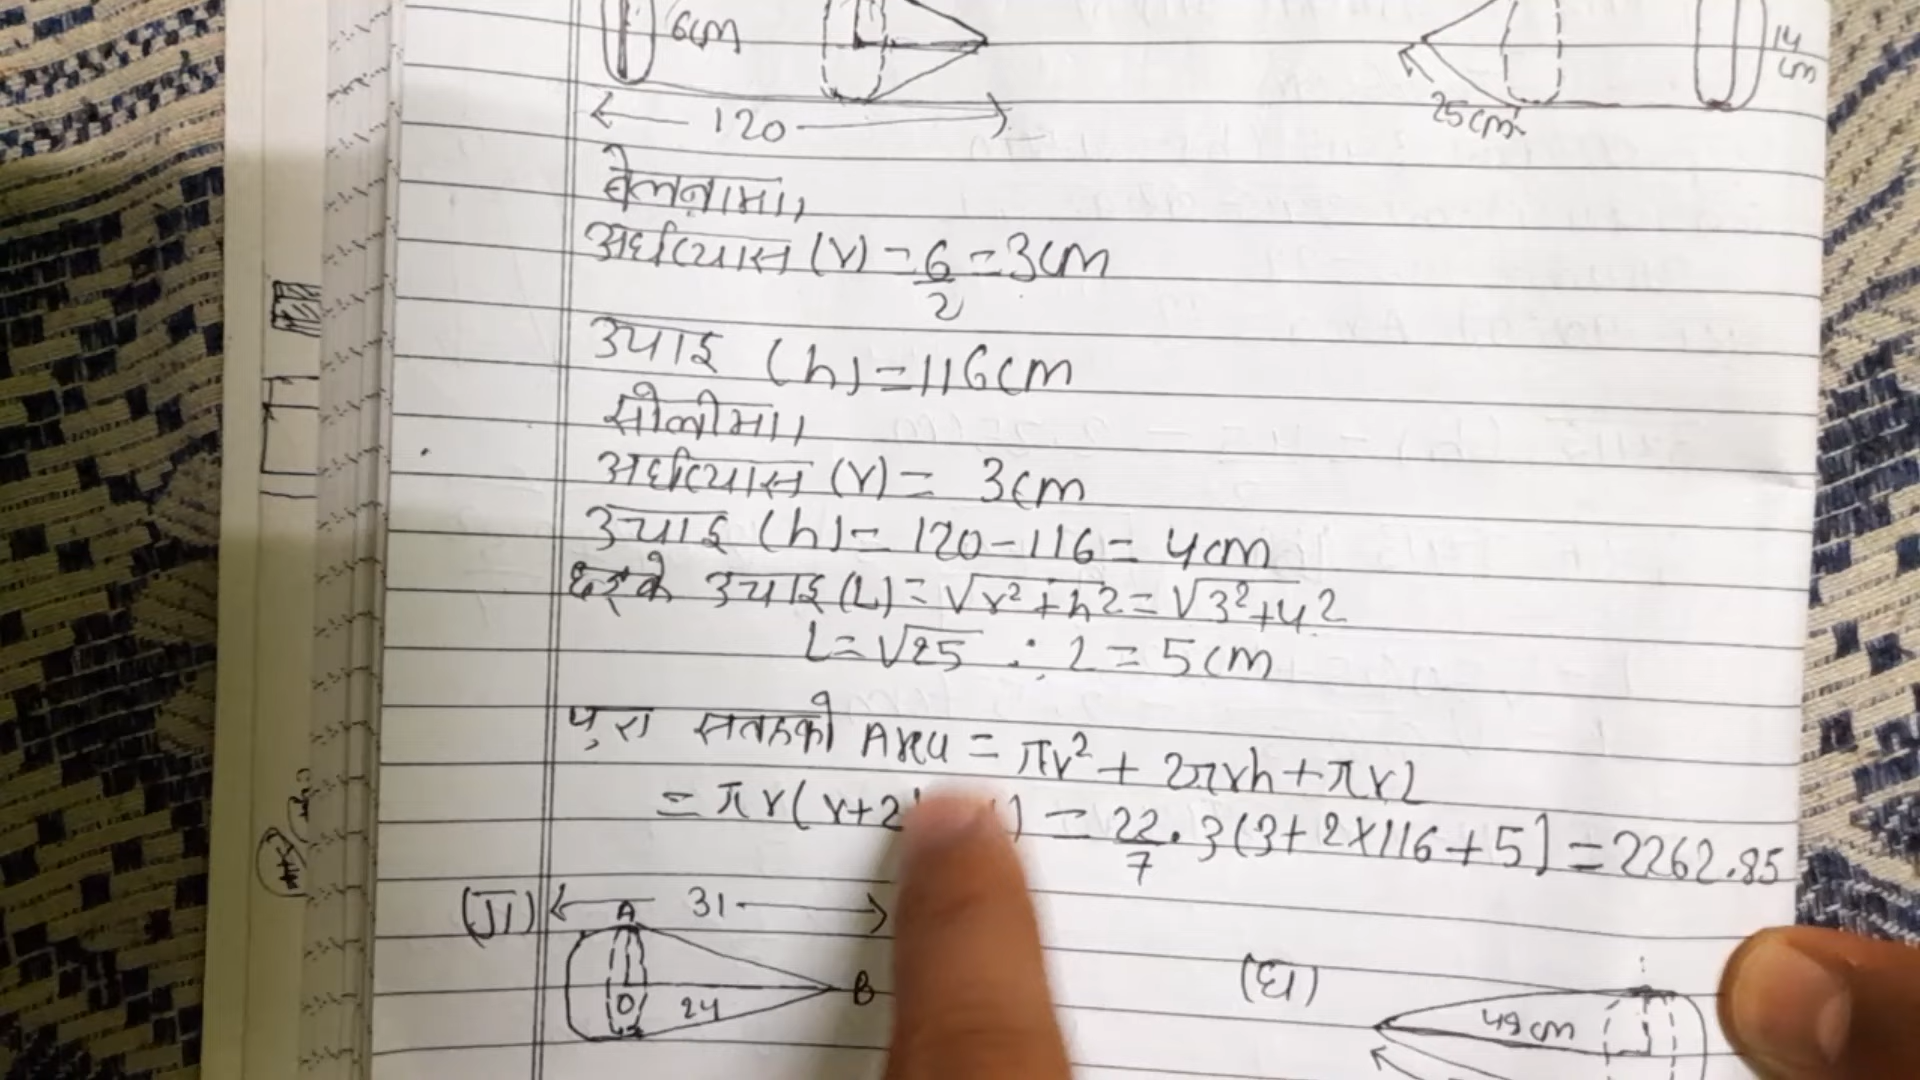 6cm
14
cm
120
25cm
बेलनामा,
अर्धव्यास (r) = 6/2 = 3cm
उचाइ (h) = 116cm
सोलीमा।
अर्धव्यास (r) = 3cm
उचाइ (h) = 120-116 = 4cm
उचाइ (L) = √r²+h2 = √3²+42
L = √25 ∴ L = 5cm
पुरा सतहको Area = πr² + 2πrh + πrl
= πr(r+2 ) = 22/7 . 3(3+2×116+5] = 2262.85
31
A
O
24
B
49cm